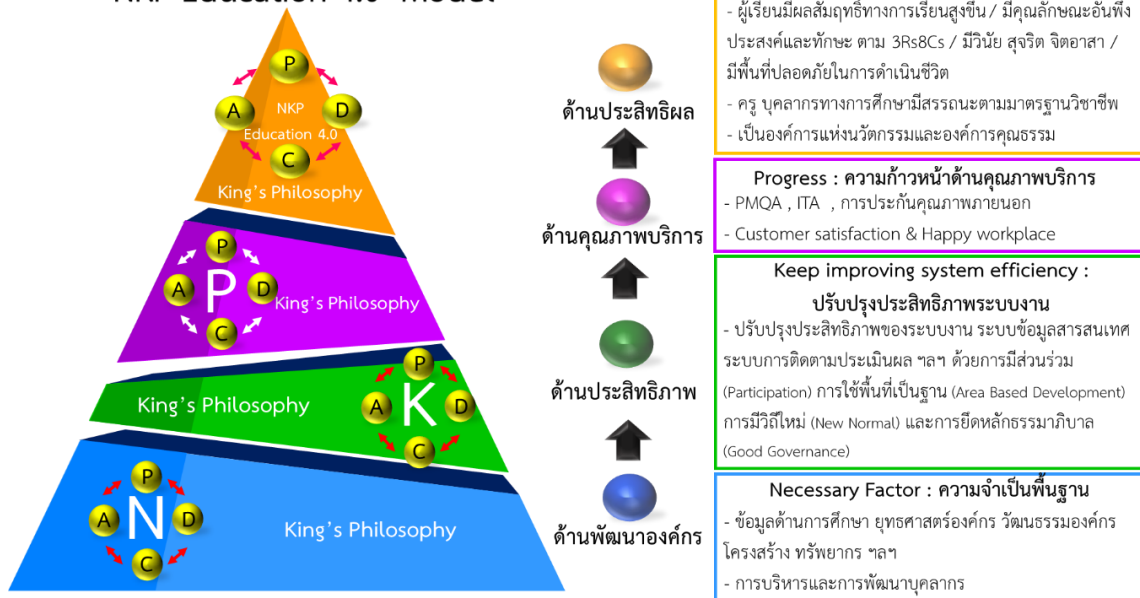 NKP Education 4.0 Model
P
A
NKP
D
Education 4.0
C
King's Philosophy
P
A
P
D
King's Philosophy
C
P
King's Philosophy
A
K
D
C
P
A
N
D
King's Philosophy
C
ด้านประสิทธิผล
ด้านคุณภาพบริการ
ด้านประสิทธิภาพ
ด้านพัฒนาองค์กร
- ผู้เรียนมีผลสัมฤทธิ์ทางการเรียนสูงขึ้น / มีคุณลักษณะอันพึง
ประสงค์และทักษะ ตาม 3Rs8Cs / มีวินัย สุจริต จิตอาสา /
มีพื้นที่ปลอดภัยในการดำเนินชีวิต
- ครู บุคลากรทางการศึกษามีสรรถนะตามมาตรฐานวิชาชีพ
- เป็นองค์การแห่งนวัตกรรมและองค์การคุณธรรม
Progress : ความก้าวหน้าด้านคุณภาพบริการ
- PMQA , ITA , การประกันคุณภาพภายนอก
- Customer satisfaction & Happy workplace
Keep improving system efficiency :
ปรับปรุงประสิทธิภาพระบบงาน
- ปรับปรุงประสิทธิภาพของระบบงาน ระบบข้อมูลสารสนเทศ
ระบบการติดตามประเมินผล ฯลฯ ด้วยการมีส่วนร่วม
(Participation) การใช้พื้นที่เป็นฐาน (Area Based Development)
การมีวิถีใหม่ (New Normal) และการยึดหลักธรรมาภิบาล
(Good Governance)
Necessary Factor : ความจำเป็นพื้นฐาน
- ข้อมูลด้านการศึกษา ยุทธศาสตร์องค์กร วัฒนธรรมองค์กร
โครงสร้าง ทรัพยากร ฯลฯ
- การบริหารและการพัฒนาบุคลากร